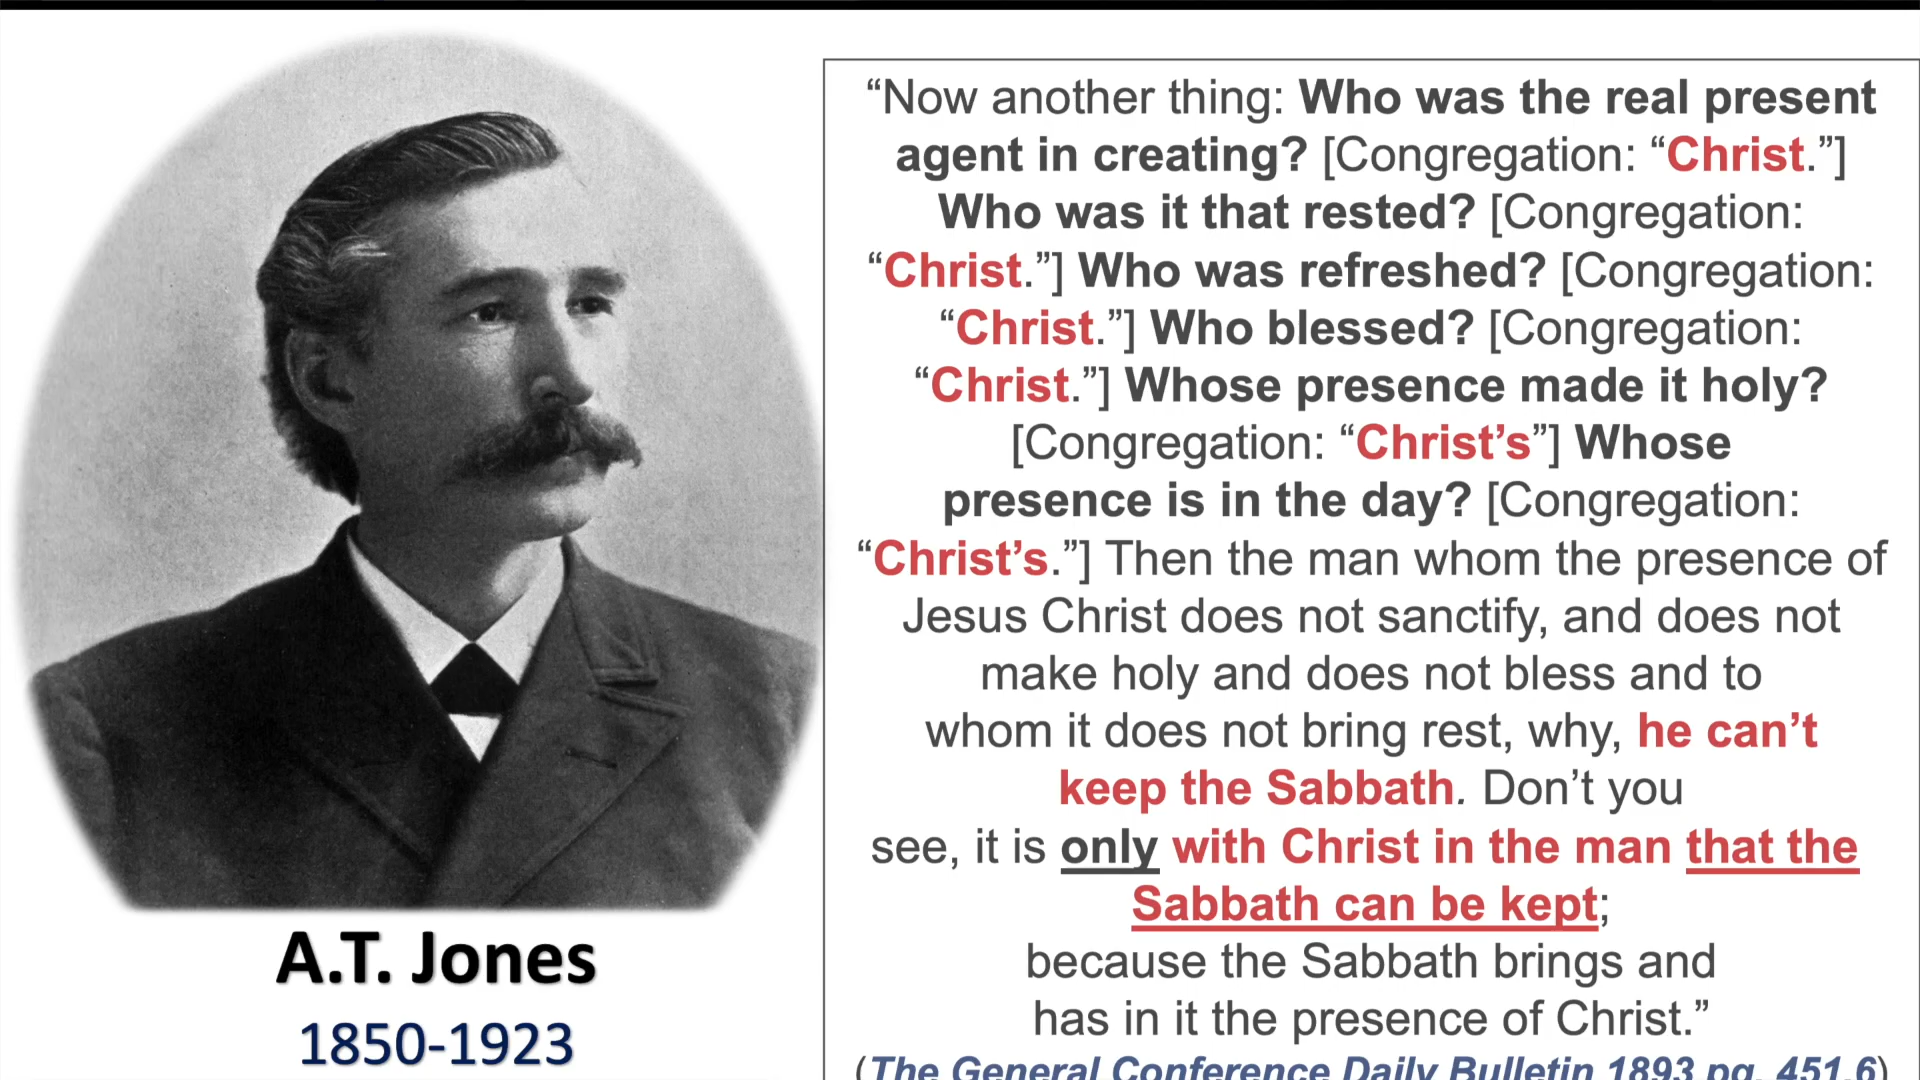 “Now another thing: Who was the real present
agent in creating? [Congregation: “Christ.”]
Who was it that rested? [Congregation:
“Christ.”] Who was refreshed? [Congregation:
“Christ.”] Who blessed? [Congregation:
“Christ.”] Whose presence made it holy?
[Congregation: “Christ’s”] Whose
presence is in the day? [Congregation:
“Christ’s.”] Then the man whom the presence of
Jesus Christ does not sanctify, and does not
make holy and does not bless and to
whom it does not bring rest, why, he can’t
keep the Sabbath. Don’t you
see, it is only with Christ in the man that the
Sabbath can be kept;
because the Sabbath brings and
has in it the presence of Christ.”
(The General Conference Daily Bulletin 1893 pg. 451.6)
A.T. Jones
1850-1923